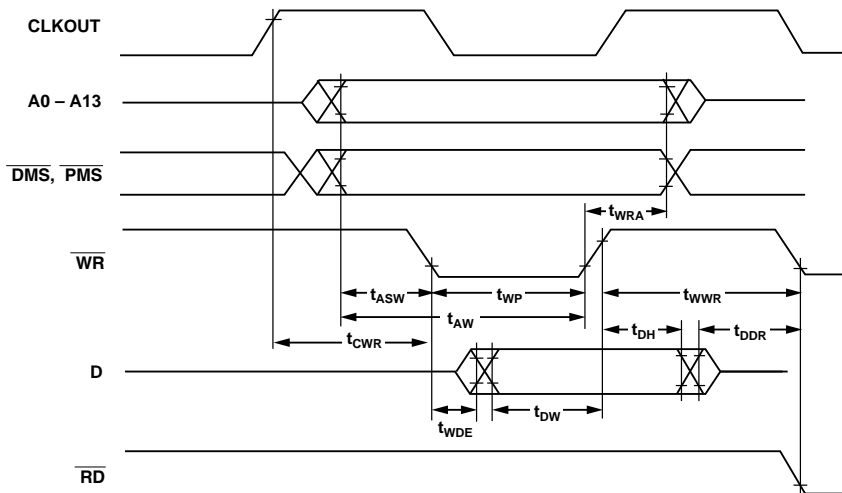 CLKOUT
A0 – A13
DMS, PMS
tWRA
WR
tASW
tWP
tWWR
tAW
tDH
tDDR
tCWR
D
tWDE
tDW
RD